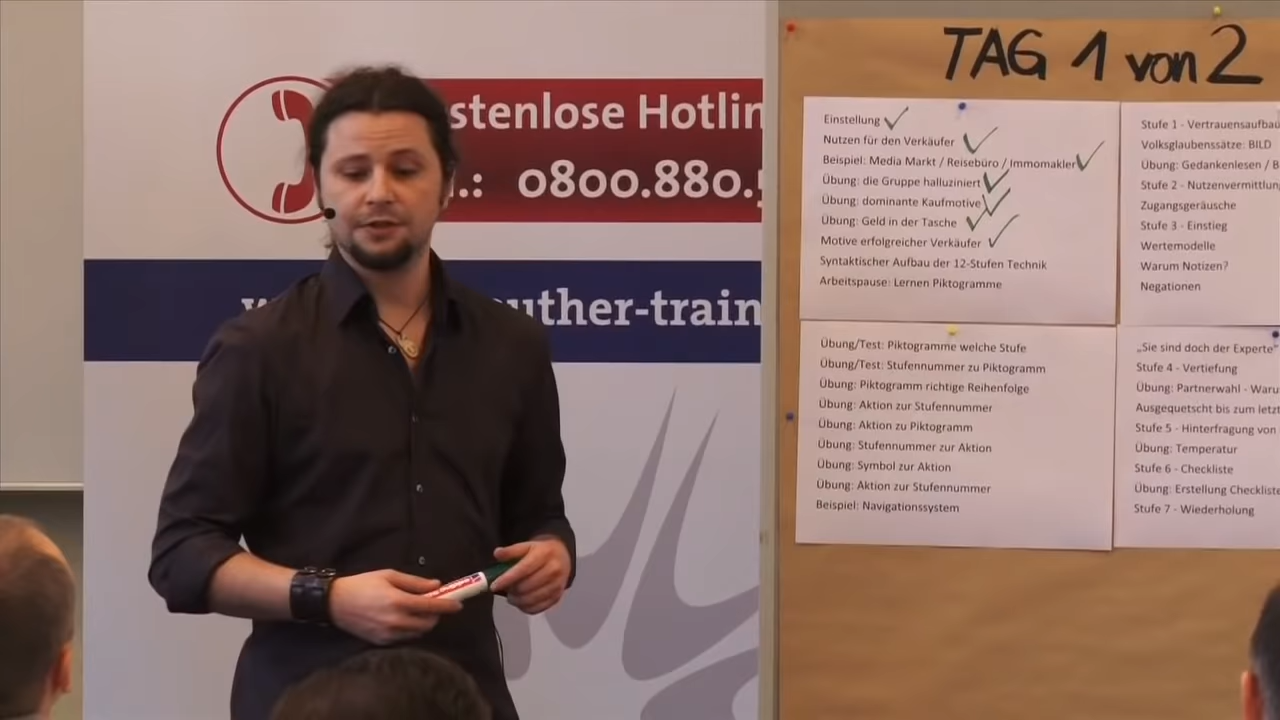 stenlose Hotlin
.: 0800.880.
uther-train
TAG 1 von 2
Einstellung
Nutzen für den Verkäufer
Beispiel: Media Markt / Reisebüro / Immomakler
Übung: die Gruppe halluziniert
Übung: dominante Kaufmotive
Übung: Geld in der Tasche
Motive erfolgreicher Verkäufer
Syntaktischer Aufbau der 12-Stufen Technik
Arbeitspause: Lernen Piktogramme
Stufe 1 - Vertrauensaufbau
Volksglaubenssätze: BILD
Übung: Gedankenlesen / B
Stufe 2 - Nutzenvermittlun
Zugangsgeräusche
Stufe 3 - Einstieg
Wertemodelle
Warum Notizen?
Negationen
Übung/Test: Piktogramme welche Stufe
Übung/Test: Stufennummer zu Piktogramm
Übung: Piktogramm richtige Reihenfolge
Übung: Aktion zur Stufennummer
Übung: Aktion zu Piktogramm
Übung: Stufennummer zur Aktion
Übung: Symbol zur Aktion
Übung: Aktion zur Stufennummer
Beispiel: Navigationssystem
„Sie sind doch der Experte"
Stufe 4 - Vertiefung
Übung: Partnerwahl - Waru
Ausgequetscht bis zum letzt
Stufe 5 - Hinterfragung von
Übung: Temperatur
Stufe 6 - Checkliste
Übung: Erstellung Checkliste
Stufe 7 - Wiederholung